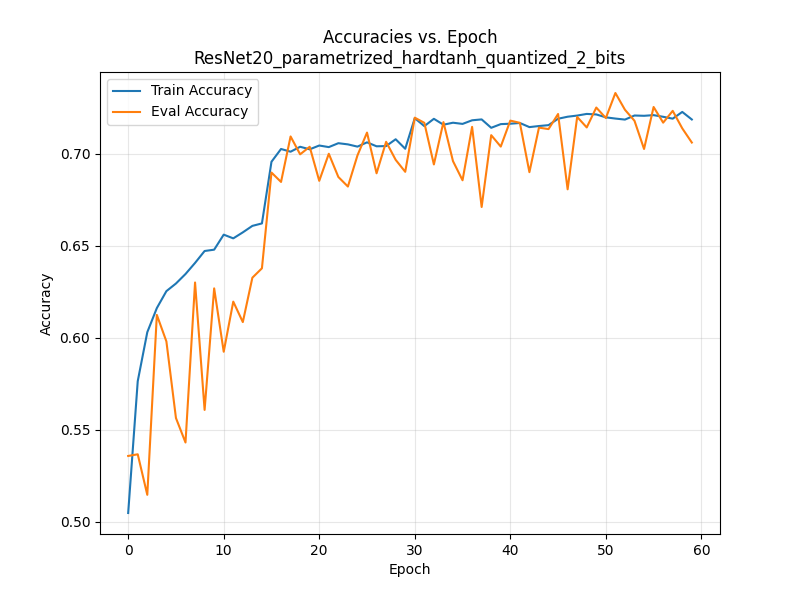 Accuracies vs. Epoch
ResNet20_parametrized_hardtanh_quantized_2_bits
Train Accuracy
Eval Accuracy
0.70
0.65
0.60
0.55
0.50
Accuracy
0 10 20 30 40 50 60
Epoch